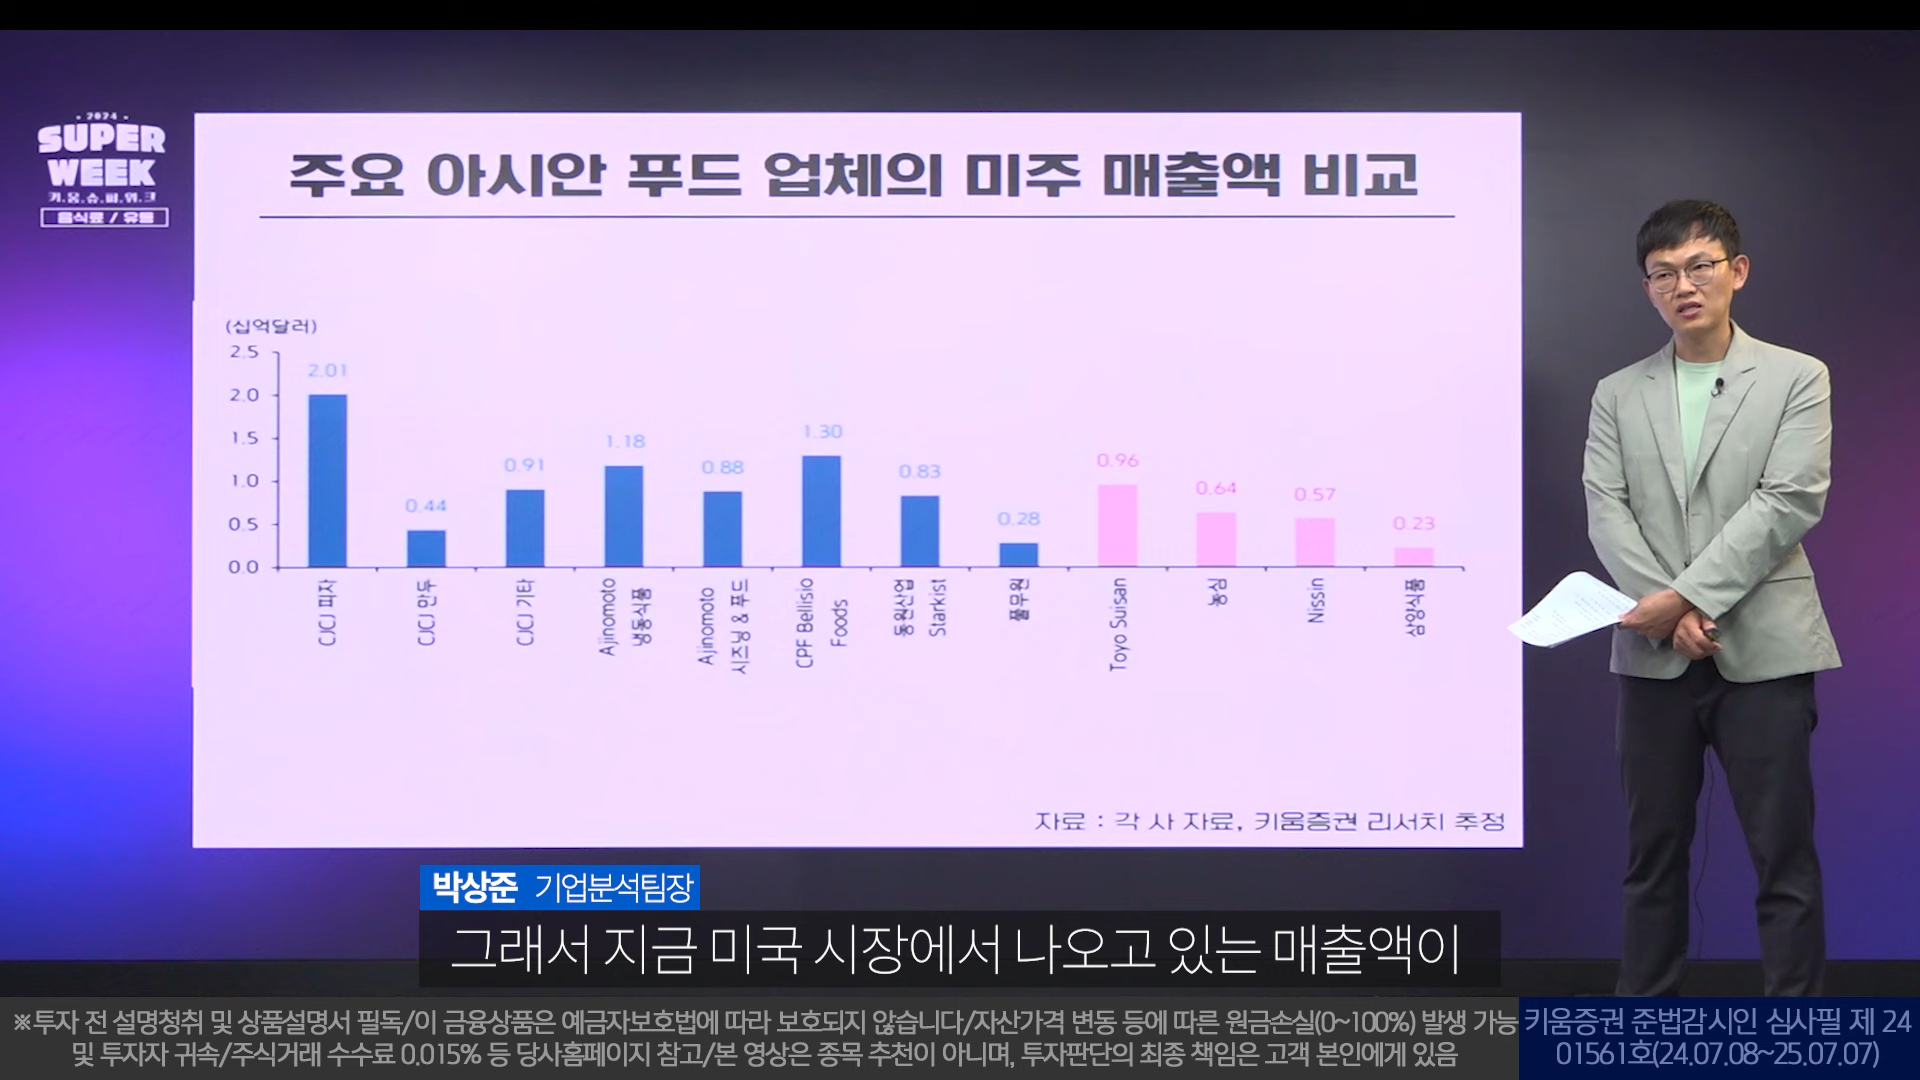 · 2024 ·
SUPER
WEEK
키.움.슈.퍼.위.크
음식료 / 유통
주요 아시안 푸드 업체의 미주 매출액 비교
(십억달러)
2.5
2.0
1.5
1.0
0.5
0.0
2.01
0.44
0.91
1.18
0.88
1.30
0.83
0.28
0.96
0.64
0.57
0.23
CJCJ 피자
CJCJ 만두
CJCJ 기타
Ajinomoto
냉동식품
Ajinomoto
시즈닝 & 푸드
CPF Bellisio
Foods
동원산업
Starkist
풀무원
Toyo Suisan
농심
Nissin
삼양식품
자료 : 각 사 자료, 키움증권 리서치 추정
박상준 기업분석팀장
그래서 지금 미국 시장에서 나오고 있는 매출액이
※투자 전 설명청취 및 상품설명서 필독/이 금융상품은 예금자보호법에 따라 보호되지 않습니다/자산가격 변동 등에 따른 원금손실(0~100%) 발생 가능
및 투자자 귀속/주식거래 수수료 0.015% 등 당사홈페이지 참고/본 영상은 종목 추천이 아니며, 투자판단의 최종 책임은 고객 본인에게 있음
키움증권 준법감시인 심사필 제 24
01561호(24.07.08~25.07.07)